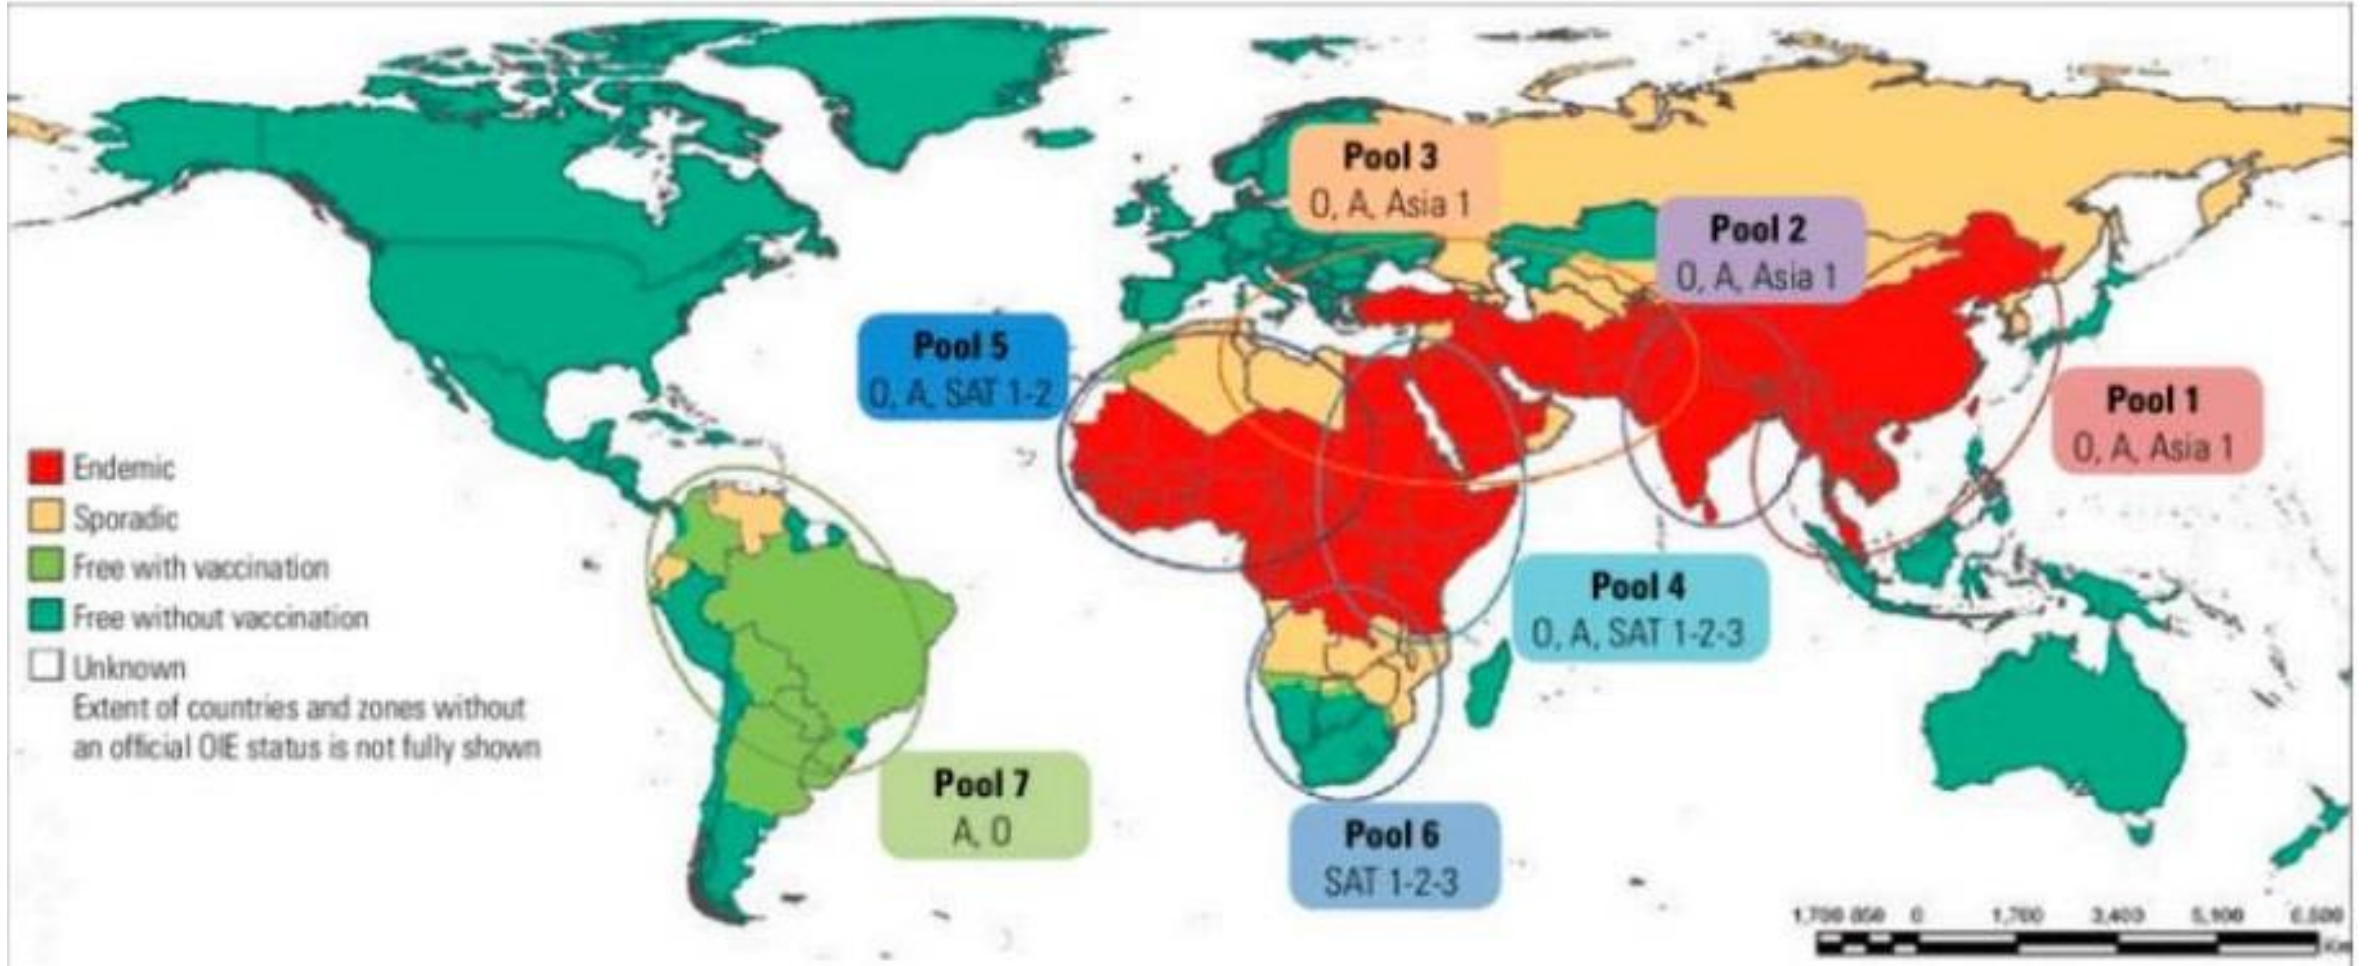 Pool 3
O, A, Asia 1
Pool 2
O, A, Asia 1
Pool 5
O, A, SAT 1-2
Pool 1
O, A, Asia 1
Endemic
Sporadic
Free with vaccination
Free without vaccination
Unknown
Extent of countries and zones without
an official OIE status is not fully shown
Pool 4
O, A, SAT 1-2-3
Pool 7
A, O
Pool 6
SAT 1-2-3
1,700 850 0 1,700 3,400 5,100